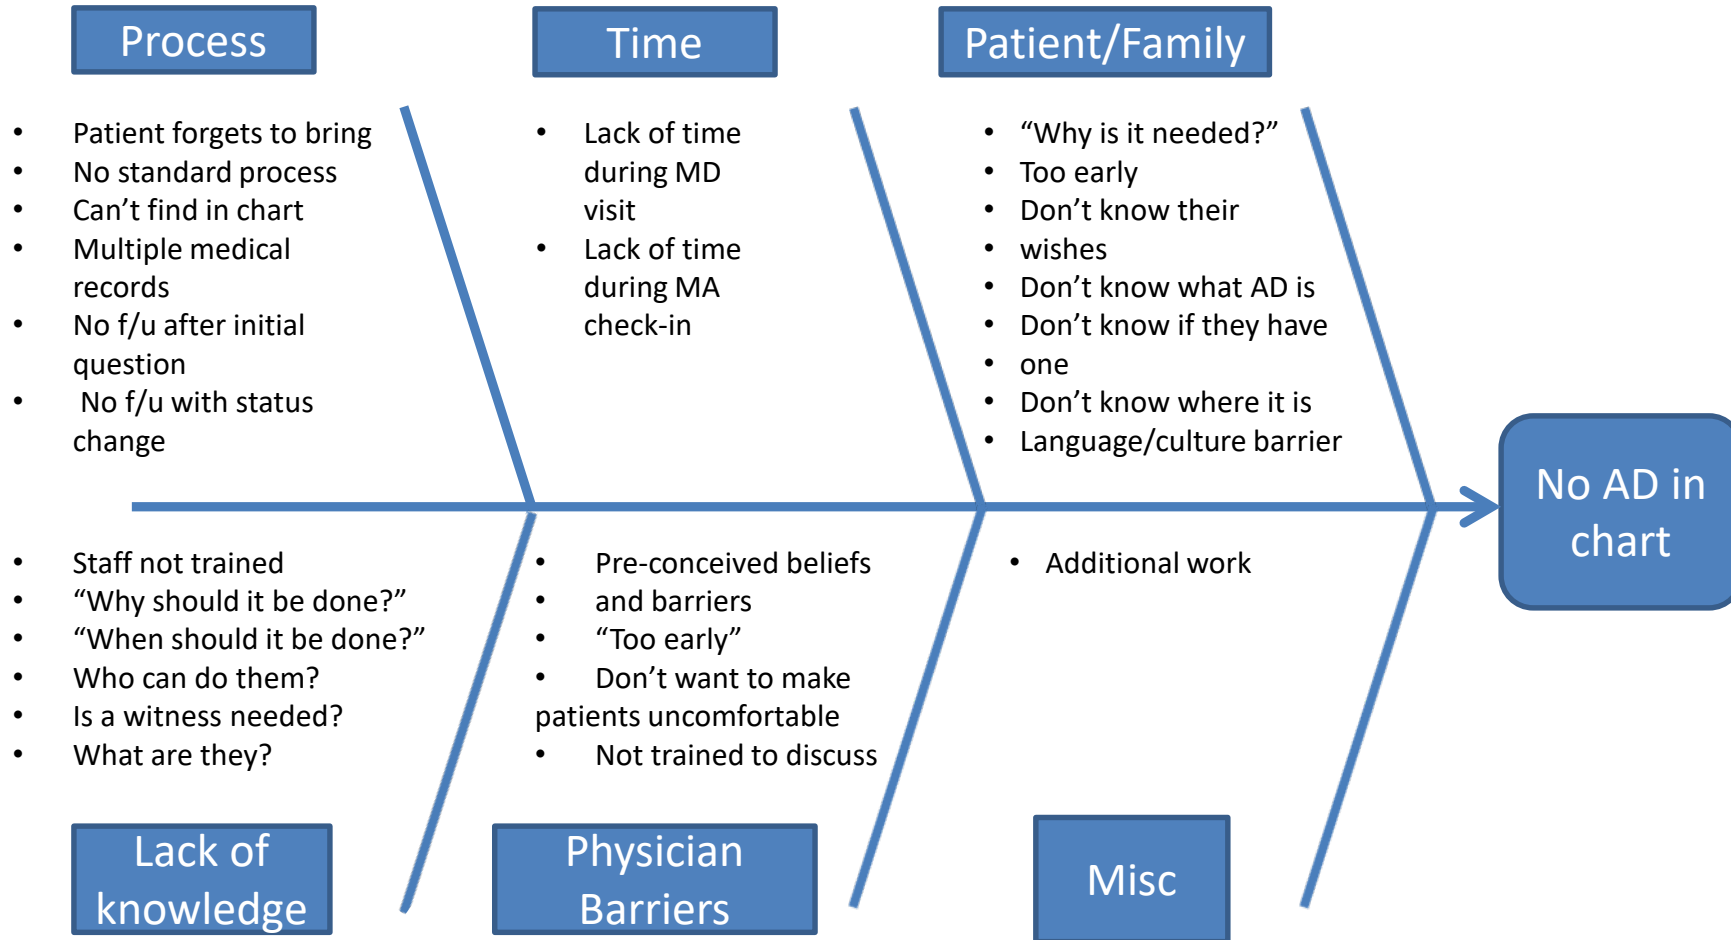 Process
Time
Patient/Family
• Patient forgets to bring
• No standard process
• Can’t find in chart
• Multiple medical
records
• No f/u after initial
question
• No f/u with status
change
• Lack of time
during MD
visit
• Lack of time
during MA
check-in
• “Why is it needed?”
• Too early
• Don’t know their
• wishes
• Don’t know what AD is
• Don’t know if they have
• one
• Don’t know where it is
• Language/culture barrier
No AD in
chart
• Staff not trained
• “Why should it be done?”
• “When should it be done?”
• Who can do them?
• Is a witness needed?
• What are they?
• Pre-conceived beliefs
• and barriers
• “Too early”
• Don’t want to make
patients uncomfortable
• Not trained to discuss
• Additional work
Lack of
knowledge
Physician
Barriers
Misc